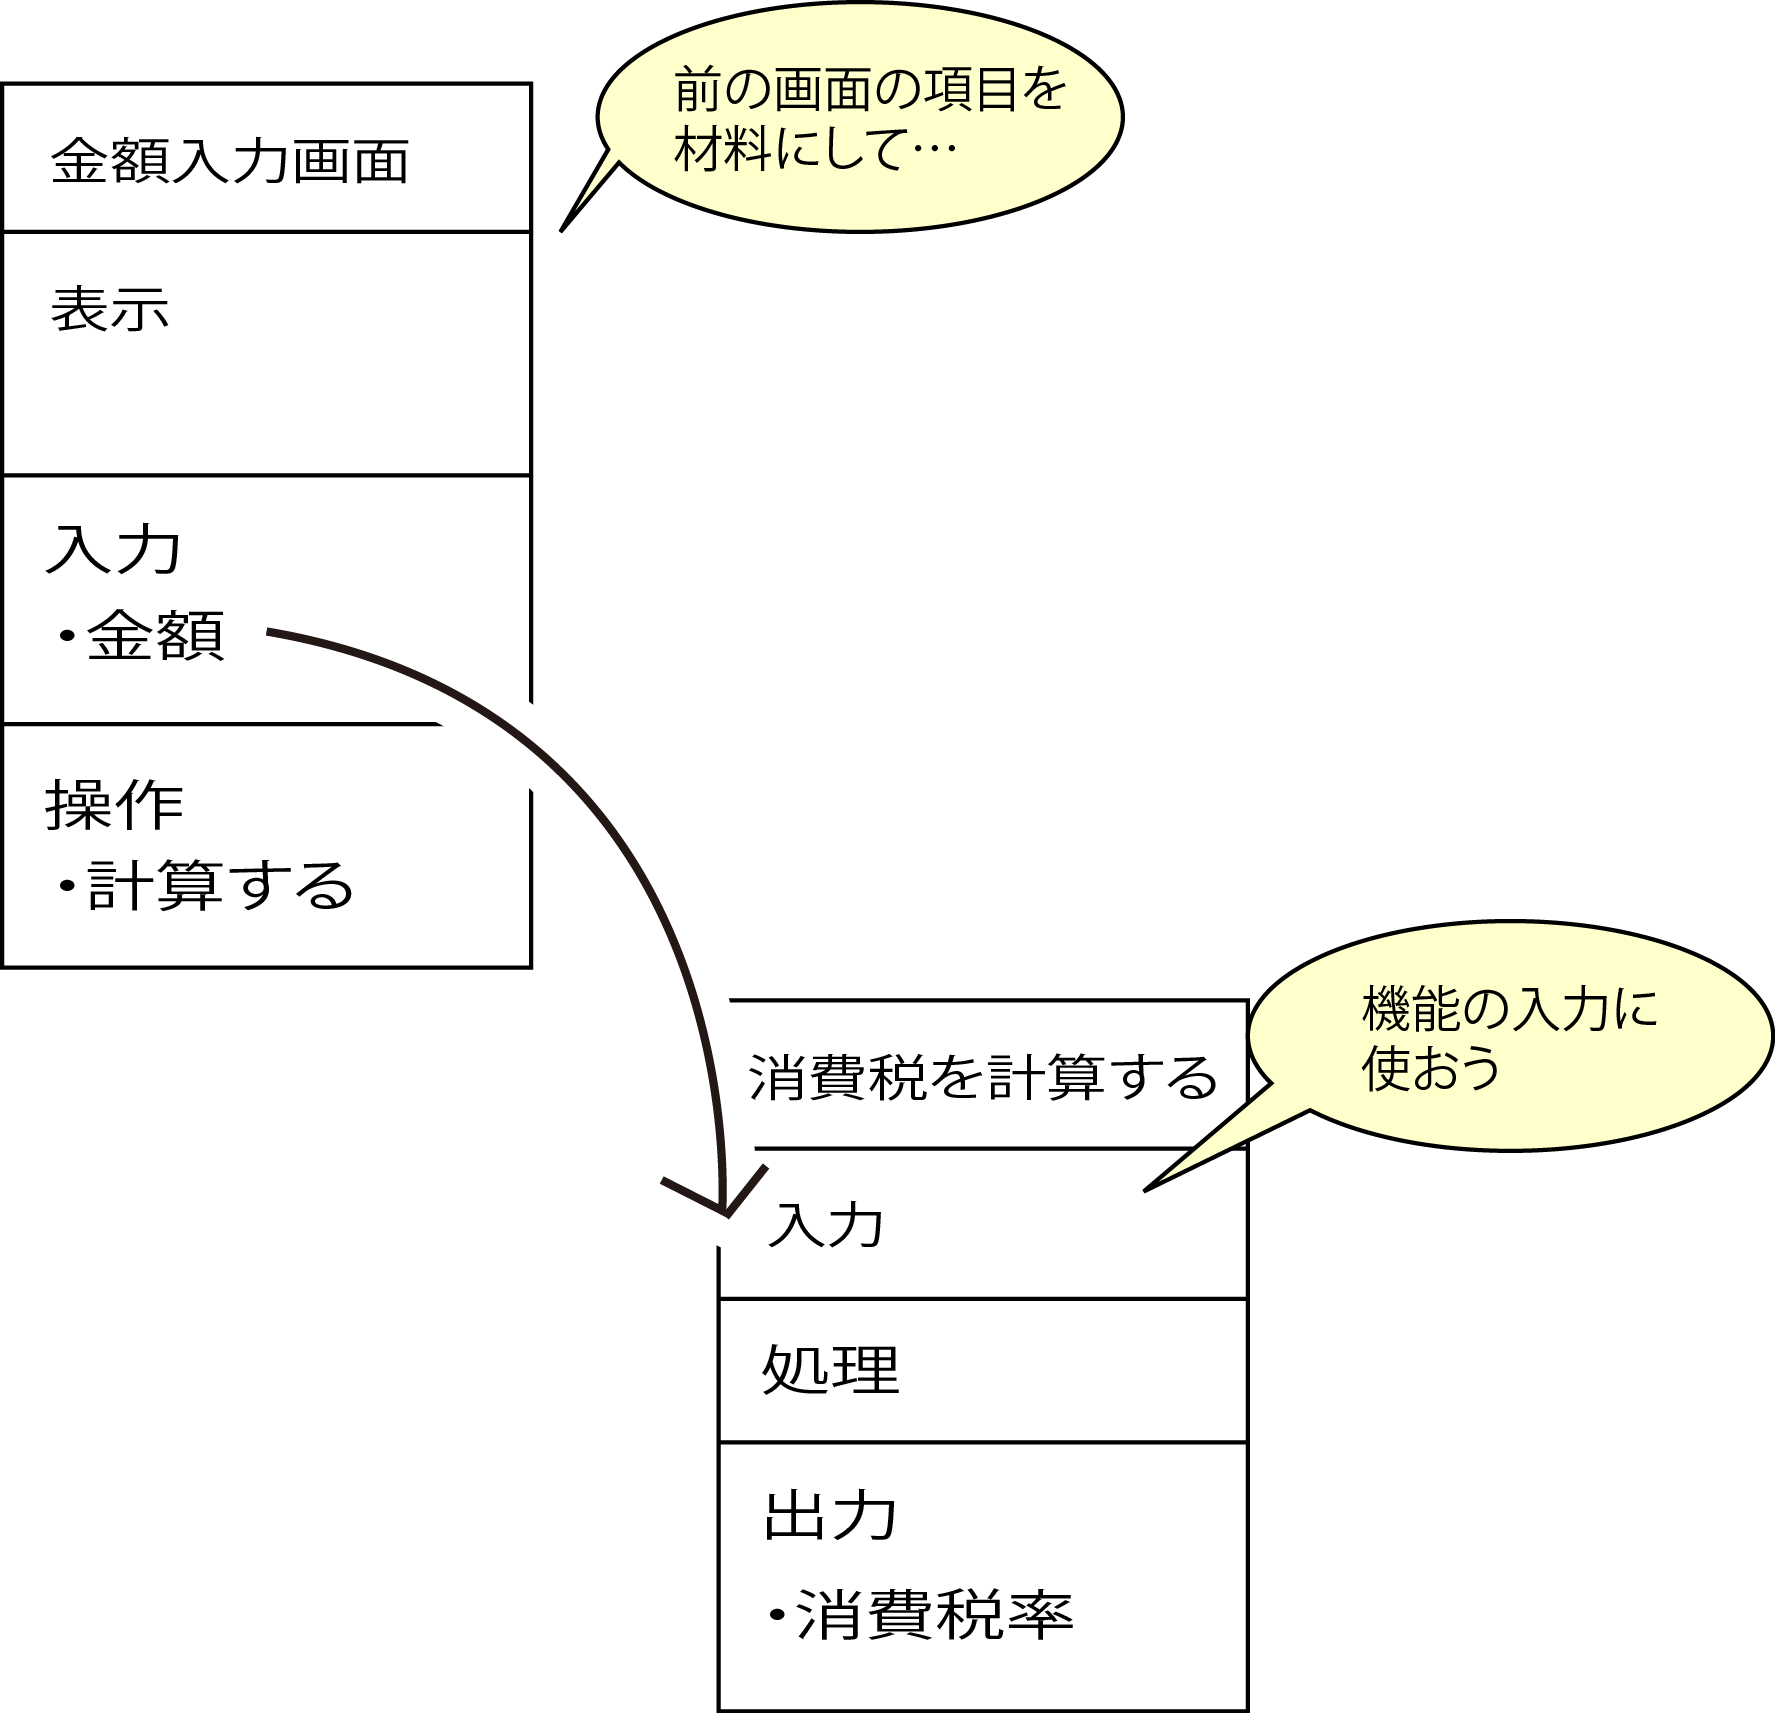 前の画面の項目を
材料にして…
金額入力画面
表示
入力
・金額
操作
・計算する
機能の入力に
使おう
消費税を計算する
入力
処理
出力
・消費税率